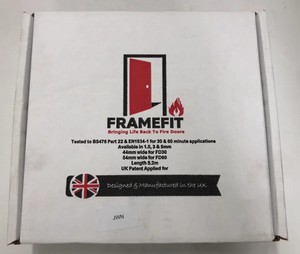 FRAMEFIT
Bringing Life Back To Fire Doors
Tested to BS476 Part 22 & EN1634-1 for 30 & 60 minute applications
Available in 1.5, 3 & 5mm
44mm wide for FD30
54mm wide for FD60
Length 5.2m
UK Patent Applied for
Designed & Manufactured in the UK